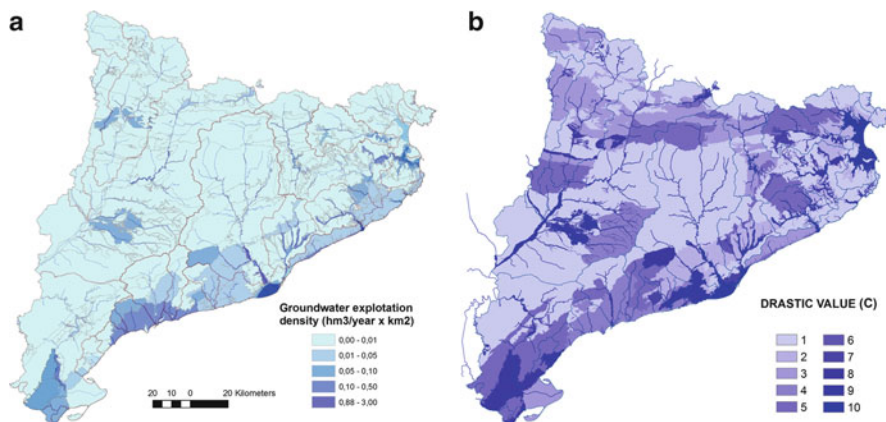 a
Groundwater explotation
density (hm3/year x km2)
0,00 - 0,01
0,01 - 0,05
0,05 - 0,10
0,10 - 0,50
0,88 - 3,00
20 10 0 20 Kilometers
b
DRASTIC VALUE (C)
1 6
2 7
3 8
4 9
5 10